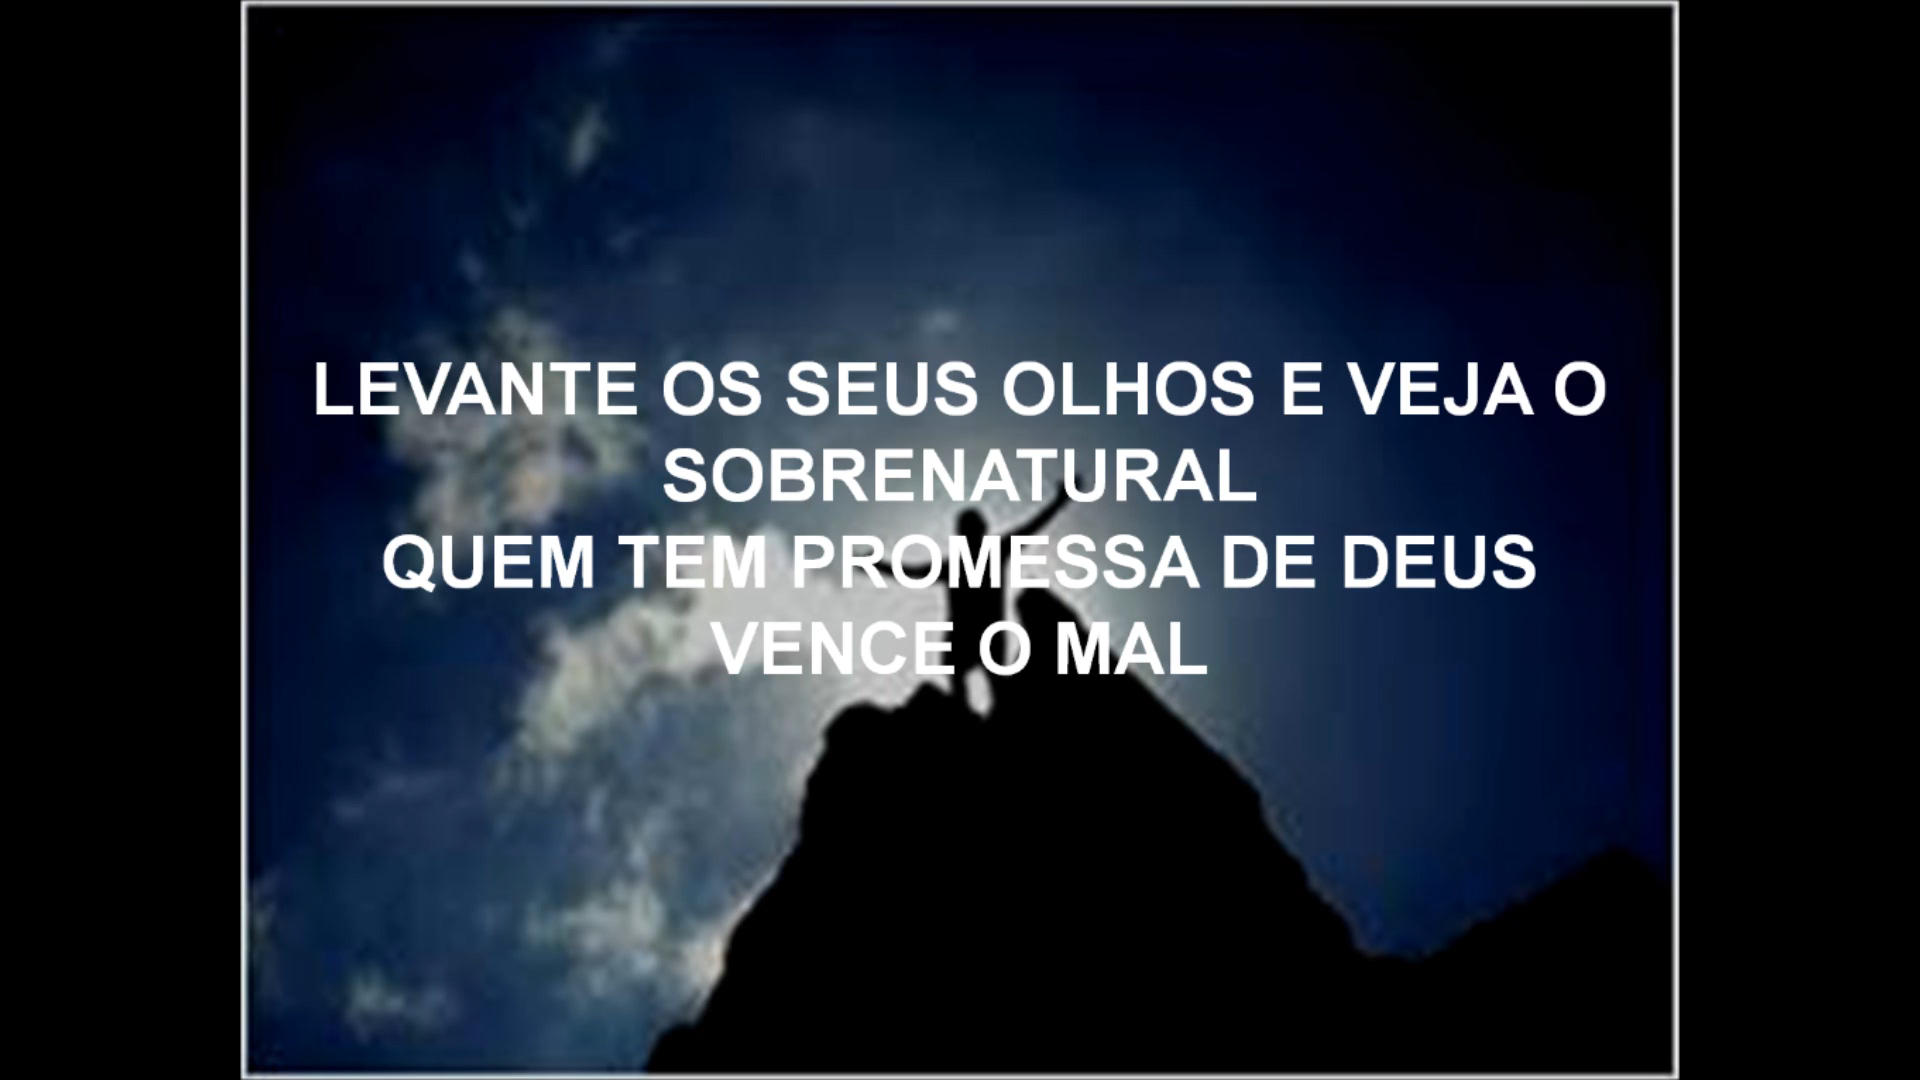 LEVANTE OS SEUS OLHOS E VEJA O
SOBRENATURAL
QUEM TEM PROMESSA DE DEUS
VENCE O MAL